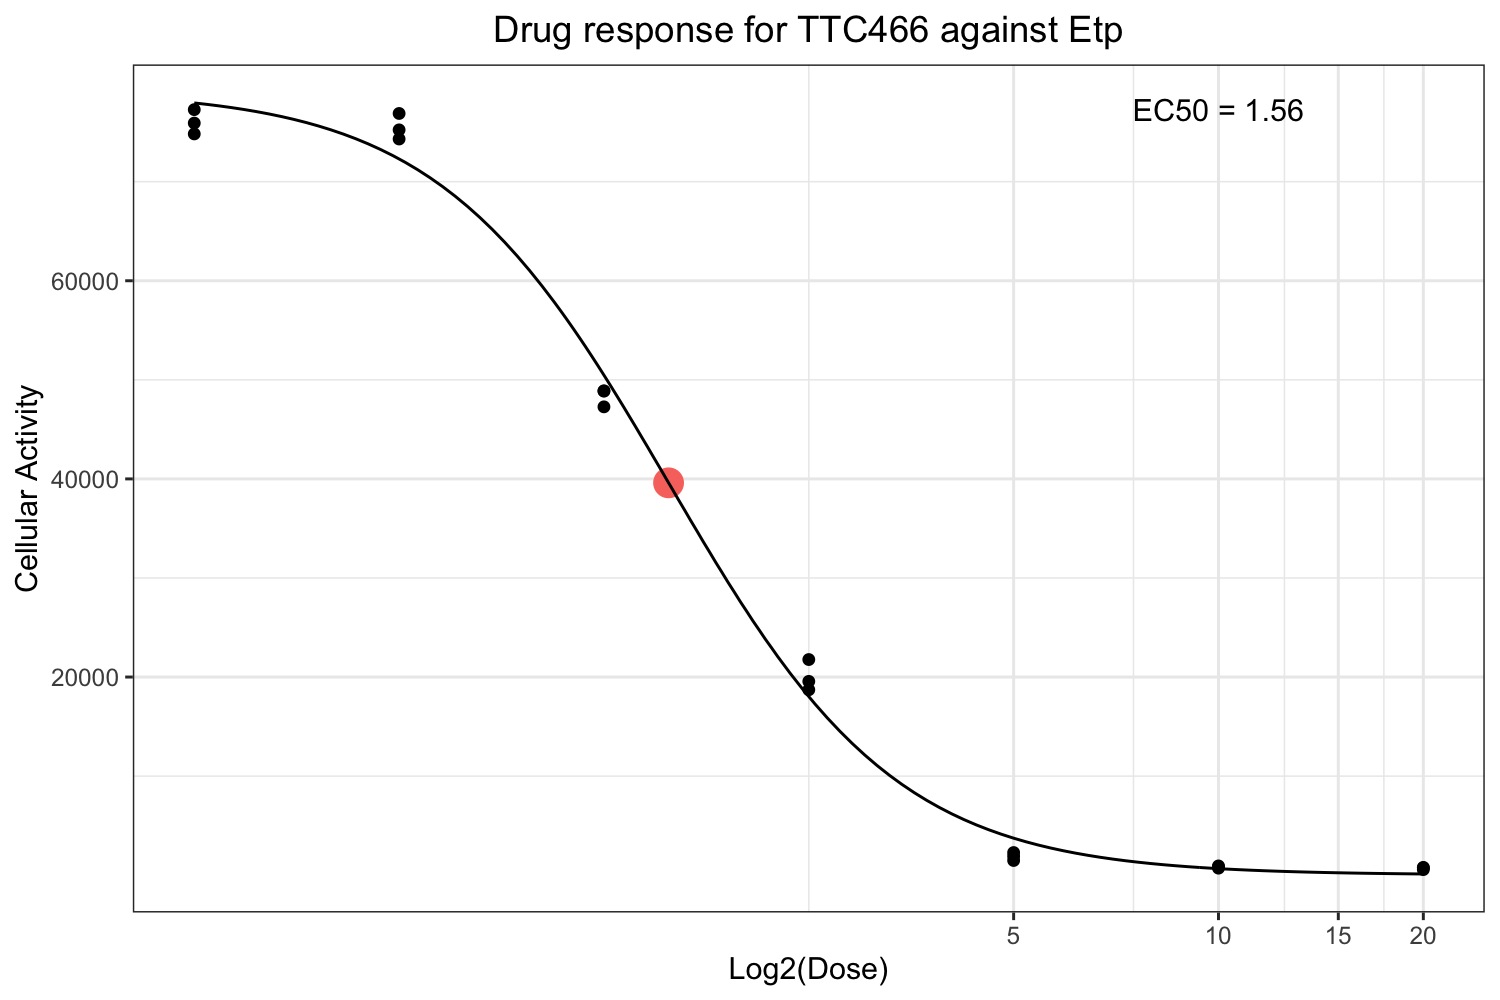 Drug response for TTC466 against Etp
EC50 = 1.56
60000
40000
20000
Cellular Activity
5 10 15 20
Log2(Dose)